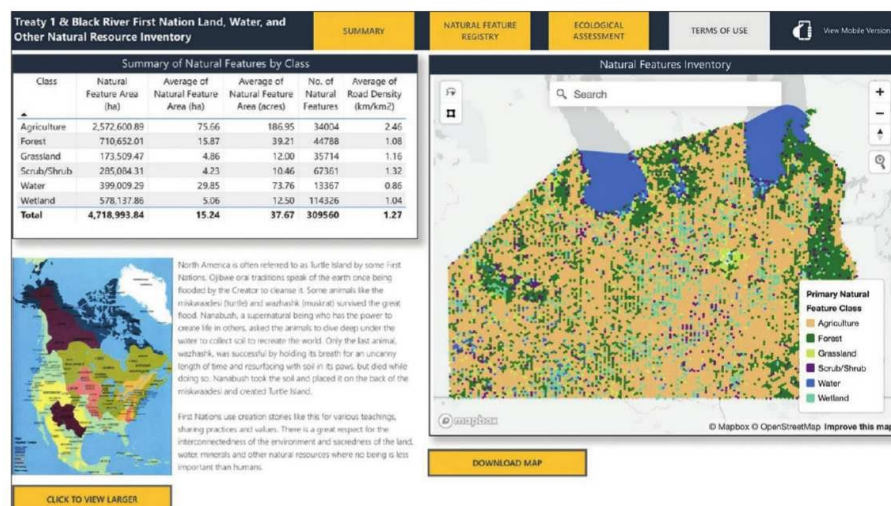 Treaty 1 & Black River First Nation Land, Water, and
Other Natural Resource Inventory
SUMMARY
NATURAL FEATURE
REGISTRY
ECOLOGICAL
ASSESSMENT
TERMS OF USE
View Mobile Version
Summary of Natural Features by Class
Class Natural Average of Average of No. of Average of
Feature Area Natural Feature Natural Feature Natural Road Density
(ha) Area (ha) Area (acres) Features (km/km2)
Agriculture 2,572,600.89 75.66 186.95 34004 2.46
Forest 710,652.01 15.87 39.21 44788 1.08
Grassland 173,509.47 4.86 12.00 35714 1.16
Scrub/Shrub 285,084.31 4.23 10.46 67361 1.32
Water 399,009.29 29.85 73.76 13367 0.86
Wetland 578,137.86 5.06 12.50 114326 1.04
Total 4,718,993.84 15.24 37.67 309560 1.27
North America is often referred to as Turtle Island by some First
Nations. Ojibwe oral traditions speak of the earth once being
flooded by the Creator to cleanse it. Some animals like the
miskwaadesi (turtle) and wazhashk (muskrat) survived the great
flood. Nanabush, a supernatural being who has the power to
create life in others, asked the animals to dive deep under the
water to collect soil to recreate the world. Only the last animal,
wazhashk, was successful by holding its breath for an uncanny
length of time and resurfacing with soil in its paws, but died while
doing so. Nanabush took the soil and placed it on the back of the
miskwaadesi and created Turtle Island.
First Nations use creation stories like this for various teachings,
sharing practices and values. There is a great respect for the
interconnectedness of the environment and sacredness of the land,
water, minerals and other natural resources where no being is less
important than humans.
CLICK TO VIEW LARGER
Natural Features Inventory
Search
Primary Natural
Feature Class
Agriculture
Forest
Grassland
Scrub/Shrub
Water
Wetland
mapbox
© Mapbox © OpenStreetMap Improve this map
DOWNLOAD MAP